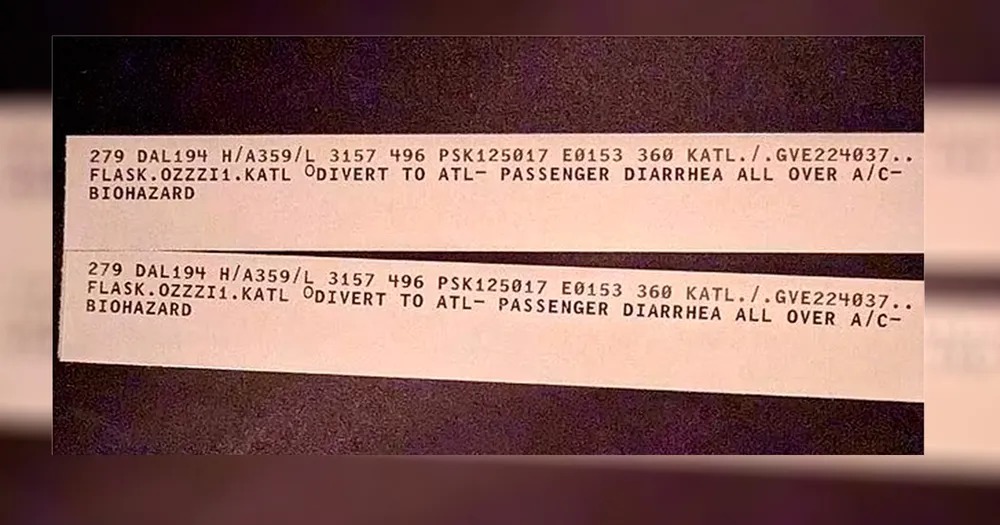 279 DAL194 H/A359/L 3157 496 PSK125017 E0153 360 KATL./.GVE224037..
FLASK.OZZZI1.KATL ODIVERT TO ATL- PASSENGER DIARRHEA ALL OVER A/C-
BIOHAZARD
279 DAL194 H/A359/L 3157 496 PSK125017 E0153 360 KATL./.GVE224037..
FLASK.OZZZI1.KATL ODIVERT TO ATL- PASSENGER DIARRHEA ALL OVER A/C-
BIOHAZARD